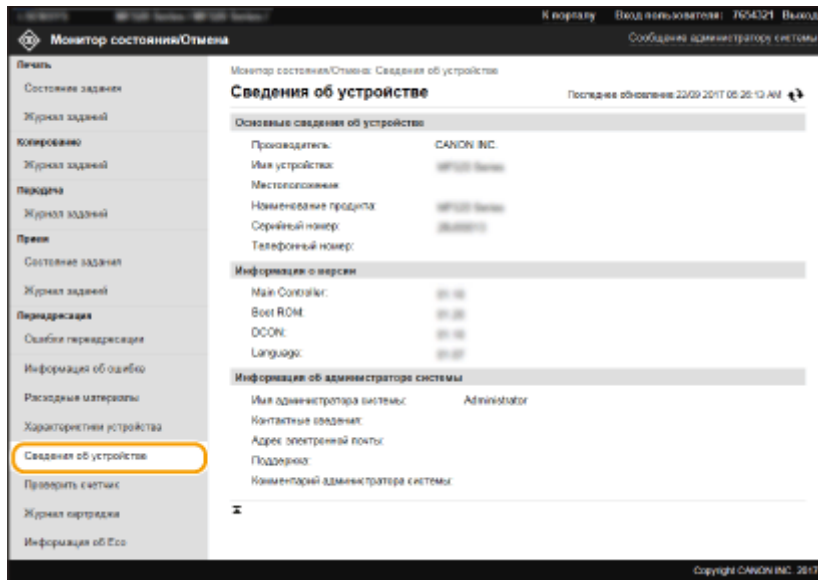 К порталу Вход пользователя: 7654321 Выход
Монитор состояния/Отмена
Сообщение администратору системы
Печать
Состояние задания
Журнал заданий
Копирование
Журнал заданий
Передача
Журнал заданий
Прием
Состояние задания
Журнал заданий
Переадресация
Ошибки переадресации
Информация об ошибке
Расходные материалы
Характеристики устройства
Сведения об устройстве
Проверить счетчик
Журнал картриджа
Информация об Eco
Монитор состояния/Отмена: Сведения об устройстве
Сведения об устройстве
Последнее обновление: 22/09 2017 05:26:13 AM
Основные сведения об устройстве
Производитель: CANON INC.
Имя устройства:
Местоположение:
Наименование продукта:
Серийный номер:
Телефонный номер:
Информация о версии
Main Controller:
Boot ROM:
DCON:
Language:
Информация об администраторе системы
Имя администратора системы: Administrator
Контактные сведения:
Адрес электронной почты:
Поддержка:
Комментарий администратора системы:
Copyright CANON INC. 2017